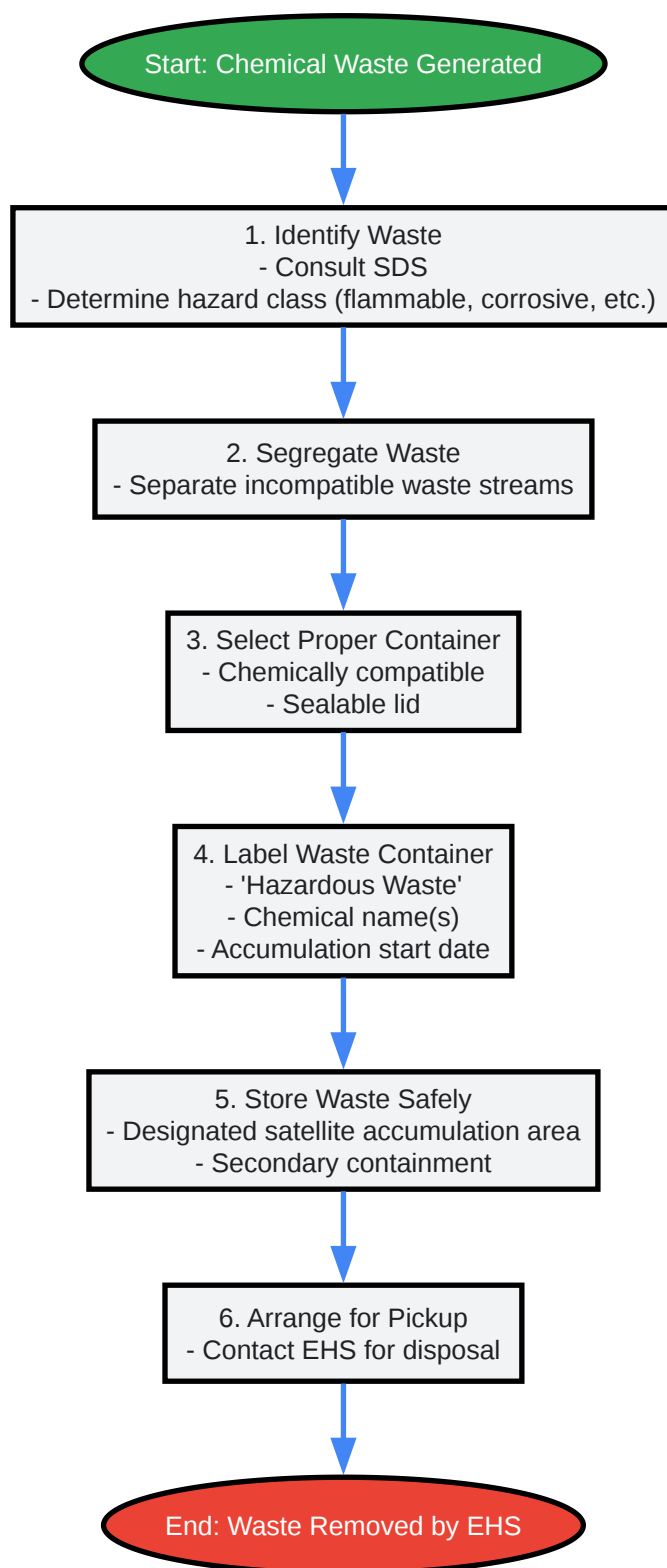 Start: Chemical Waste Generated
1. Identify Waste
- Consult SDS
- Determine hazard class (flammable, corrosive, etc.)
2. Segregate Waste
- Separate incompatible waste streams
3. Select Proper Container
- Chemically compatible
- Sealable lid
4. Label Waste Container
- 'Hazardous Waste'
- Chemical name(s)
- Accumulation start date
5. Store Waste Safely
- Designated satellite accumulation area
- Secondary containment
6. Arrange for Pickup
- Contact EHS for disposal
End: Waste Removed by EHS